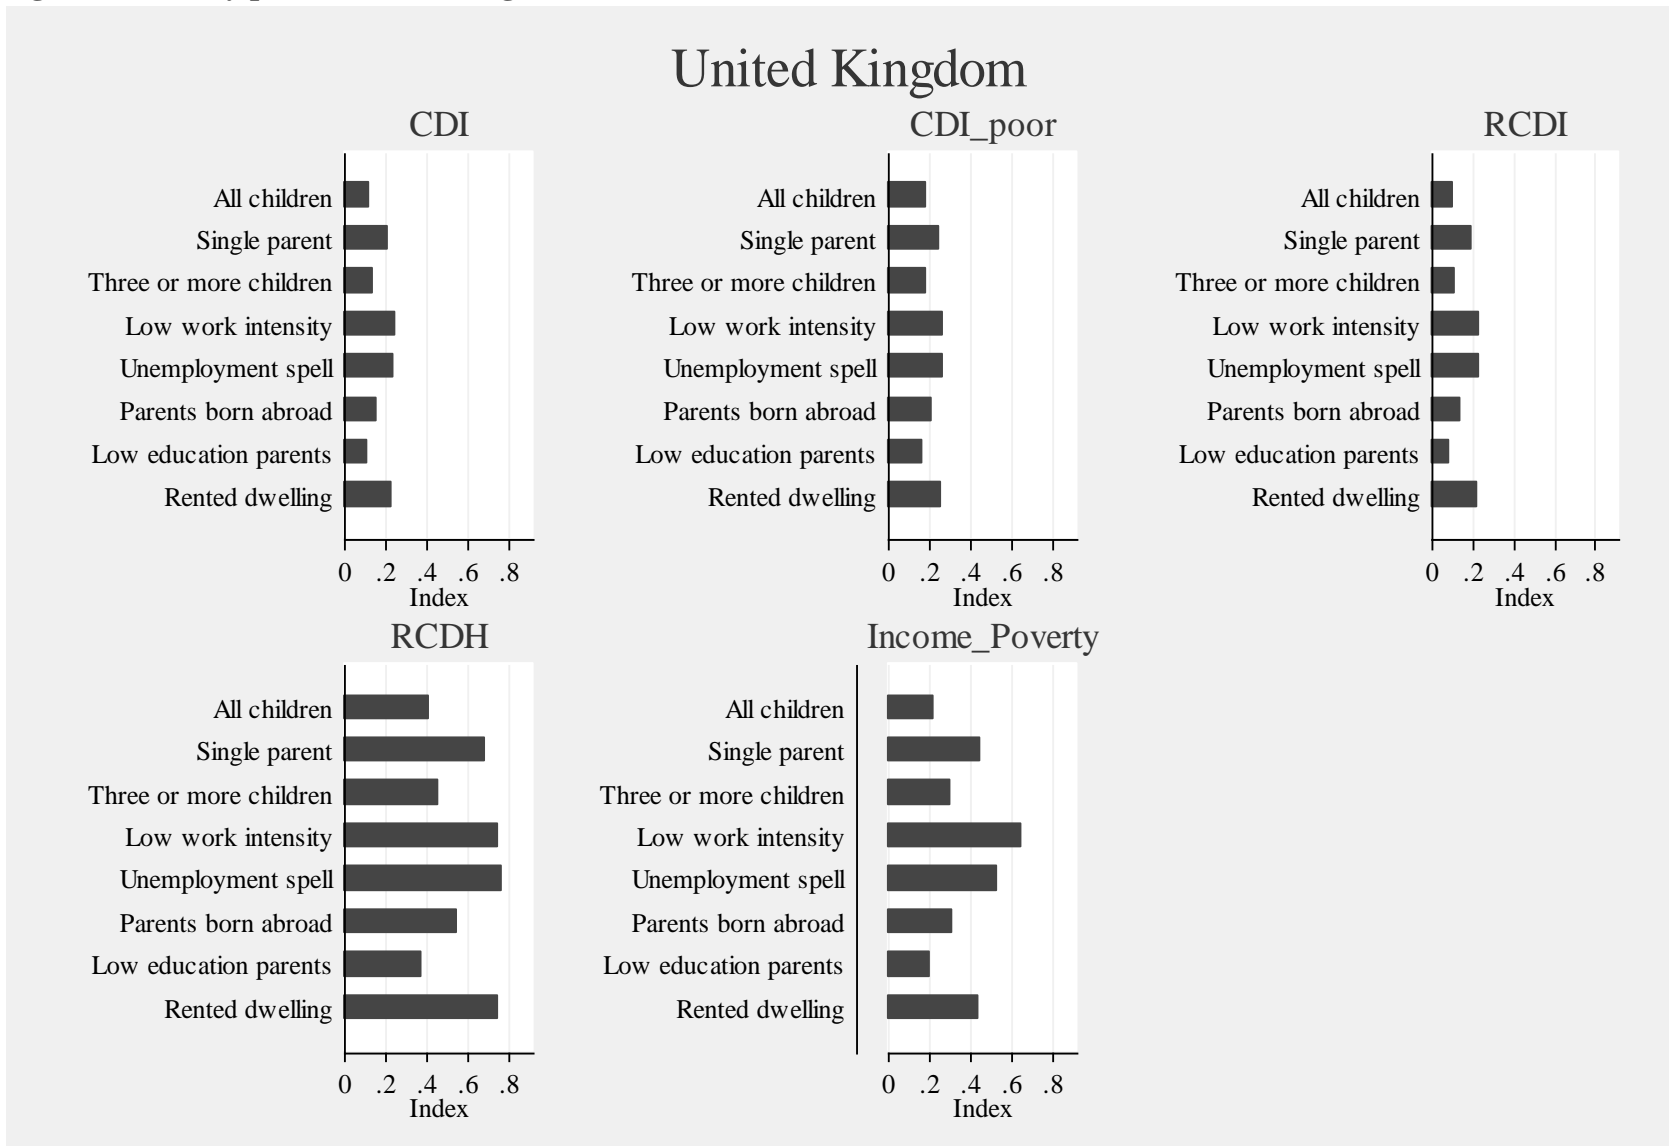 United Kingdom
CDI
All children
Single parent
Three or more children
Low work intensity
Unemployment spell
Parents born abroad
Low education parents
Rented dwelling
0 .2 .4 .6 .8
Index
CDI_poor
All children
Single parent
Three or more children
Low work intensity
Unemployment spell
Parents born abroad
Low education parents
Rented dwelling
0 .2 .4 .6 .8
Index
RCDI
All children
Single parent
Three or more children
Low work intensity
Unemployment spell
Parents born abroad
Low education parents
Rented dwelling
0 .2 .4 .6 .8
Index
RCDH
All children
Single parent
Three or more children
Low work intensity
Unemployment spell
Parents born abroad
Low education parents
Rented dwelling
0 .2 .4 .6 .8
Index
Income_Poverty
All children
Single parent
Three or more children
Low work intensity
Unemployment spell
Parents born abroad
Low education parents
Rented dwelling
0 .2 .4 .6 .8
Index